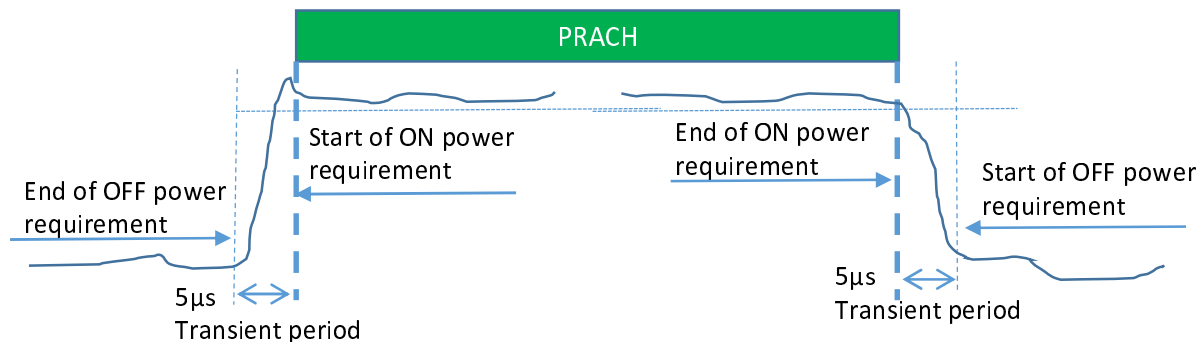 PRACH
Start of ON power
requirement
End of ON power
requirement
End of OFF power
requirement
Start of OFF power
requirement
5µs
Transient period
5µs
Transient period